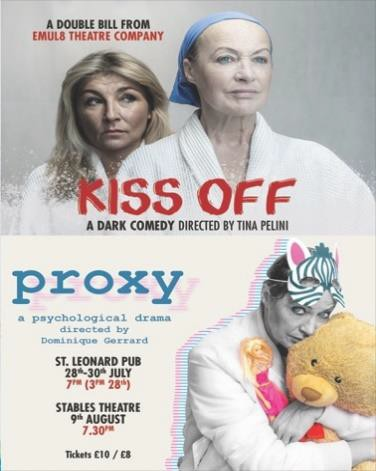 A DOUBLE BILL FROM
EMUL8 THEATRE COMPANY
KISS OFF
A DARK COMEDY DIRECTED BY TINA PELINI
proxy
a psychological drama
directed by
Dominique Gerrard
ST. LEONARD PUB
28th-30th JULY
7PM (3PM 28th)
STABLES THEATRE
9th AUGUST
7.30PM
Tickets £10 / £8